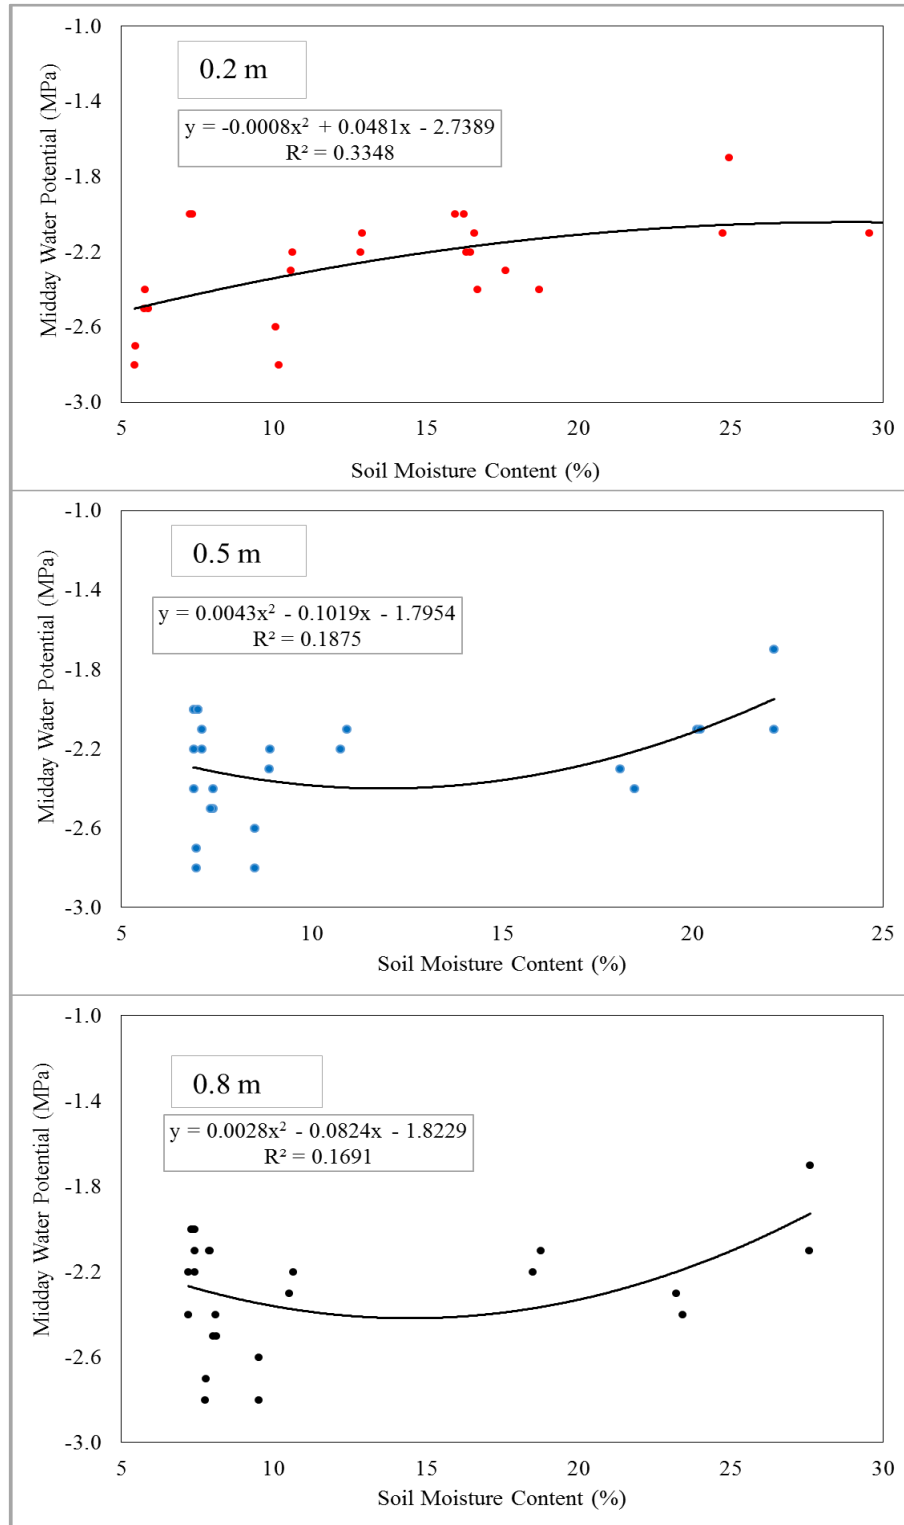 0.2 m
y = -0.0008x² + 0.0481x - 2.7389
R² = 0.3348
Midday Water Potential (MPa)
-1.0
-1.4
-1.8
-2.2
-2.6
-3.0
5 10 15 20 25 30
Soil Moisture Content (%)
0.5 m
y = 0.0043x² - 0.1019x - 1.7954
R² = 0.1875
Midday Water Potential (MPa)
-1.0
-1.4
-1.8
-2.2
-2.6
-3.0
5 10 15 20 25
Soil Moisture Content (%)
0.8 m
y = 0.0028x² - 0.0824x - 1.8229
R² = 0.1691
Midday Water Potential (MPa)
-1.0
-1.4
-1.8
-2.2
-2.6
-3.0
5 10 15 20 25 30
Soil Moisture Content (%)